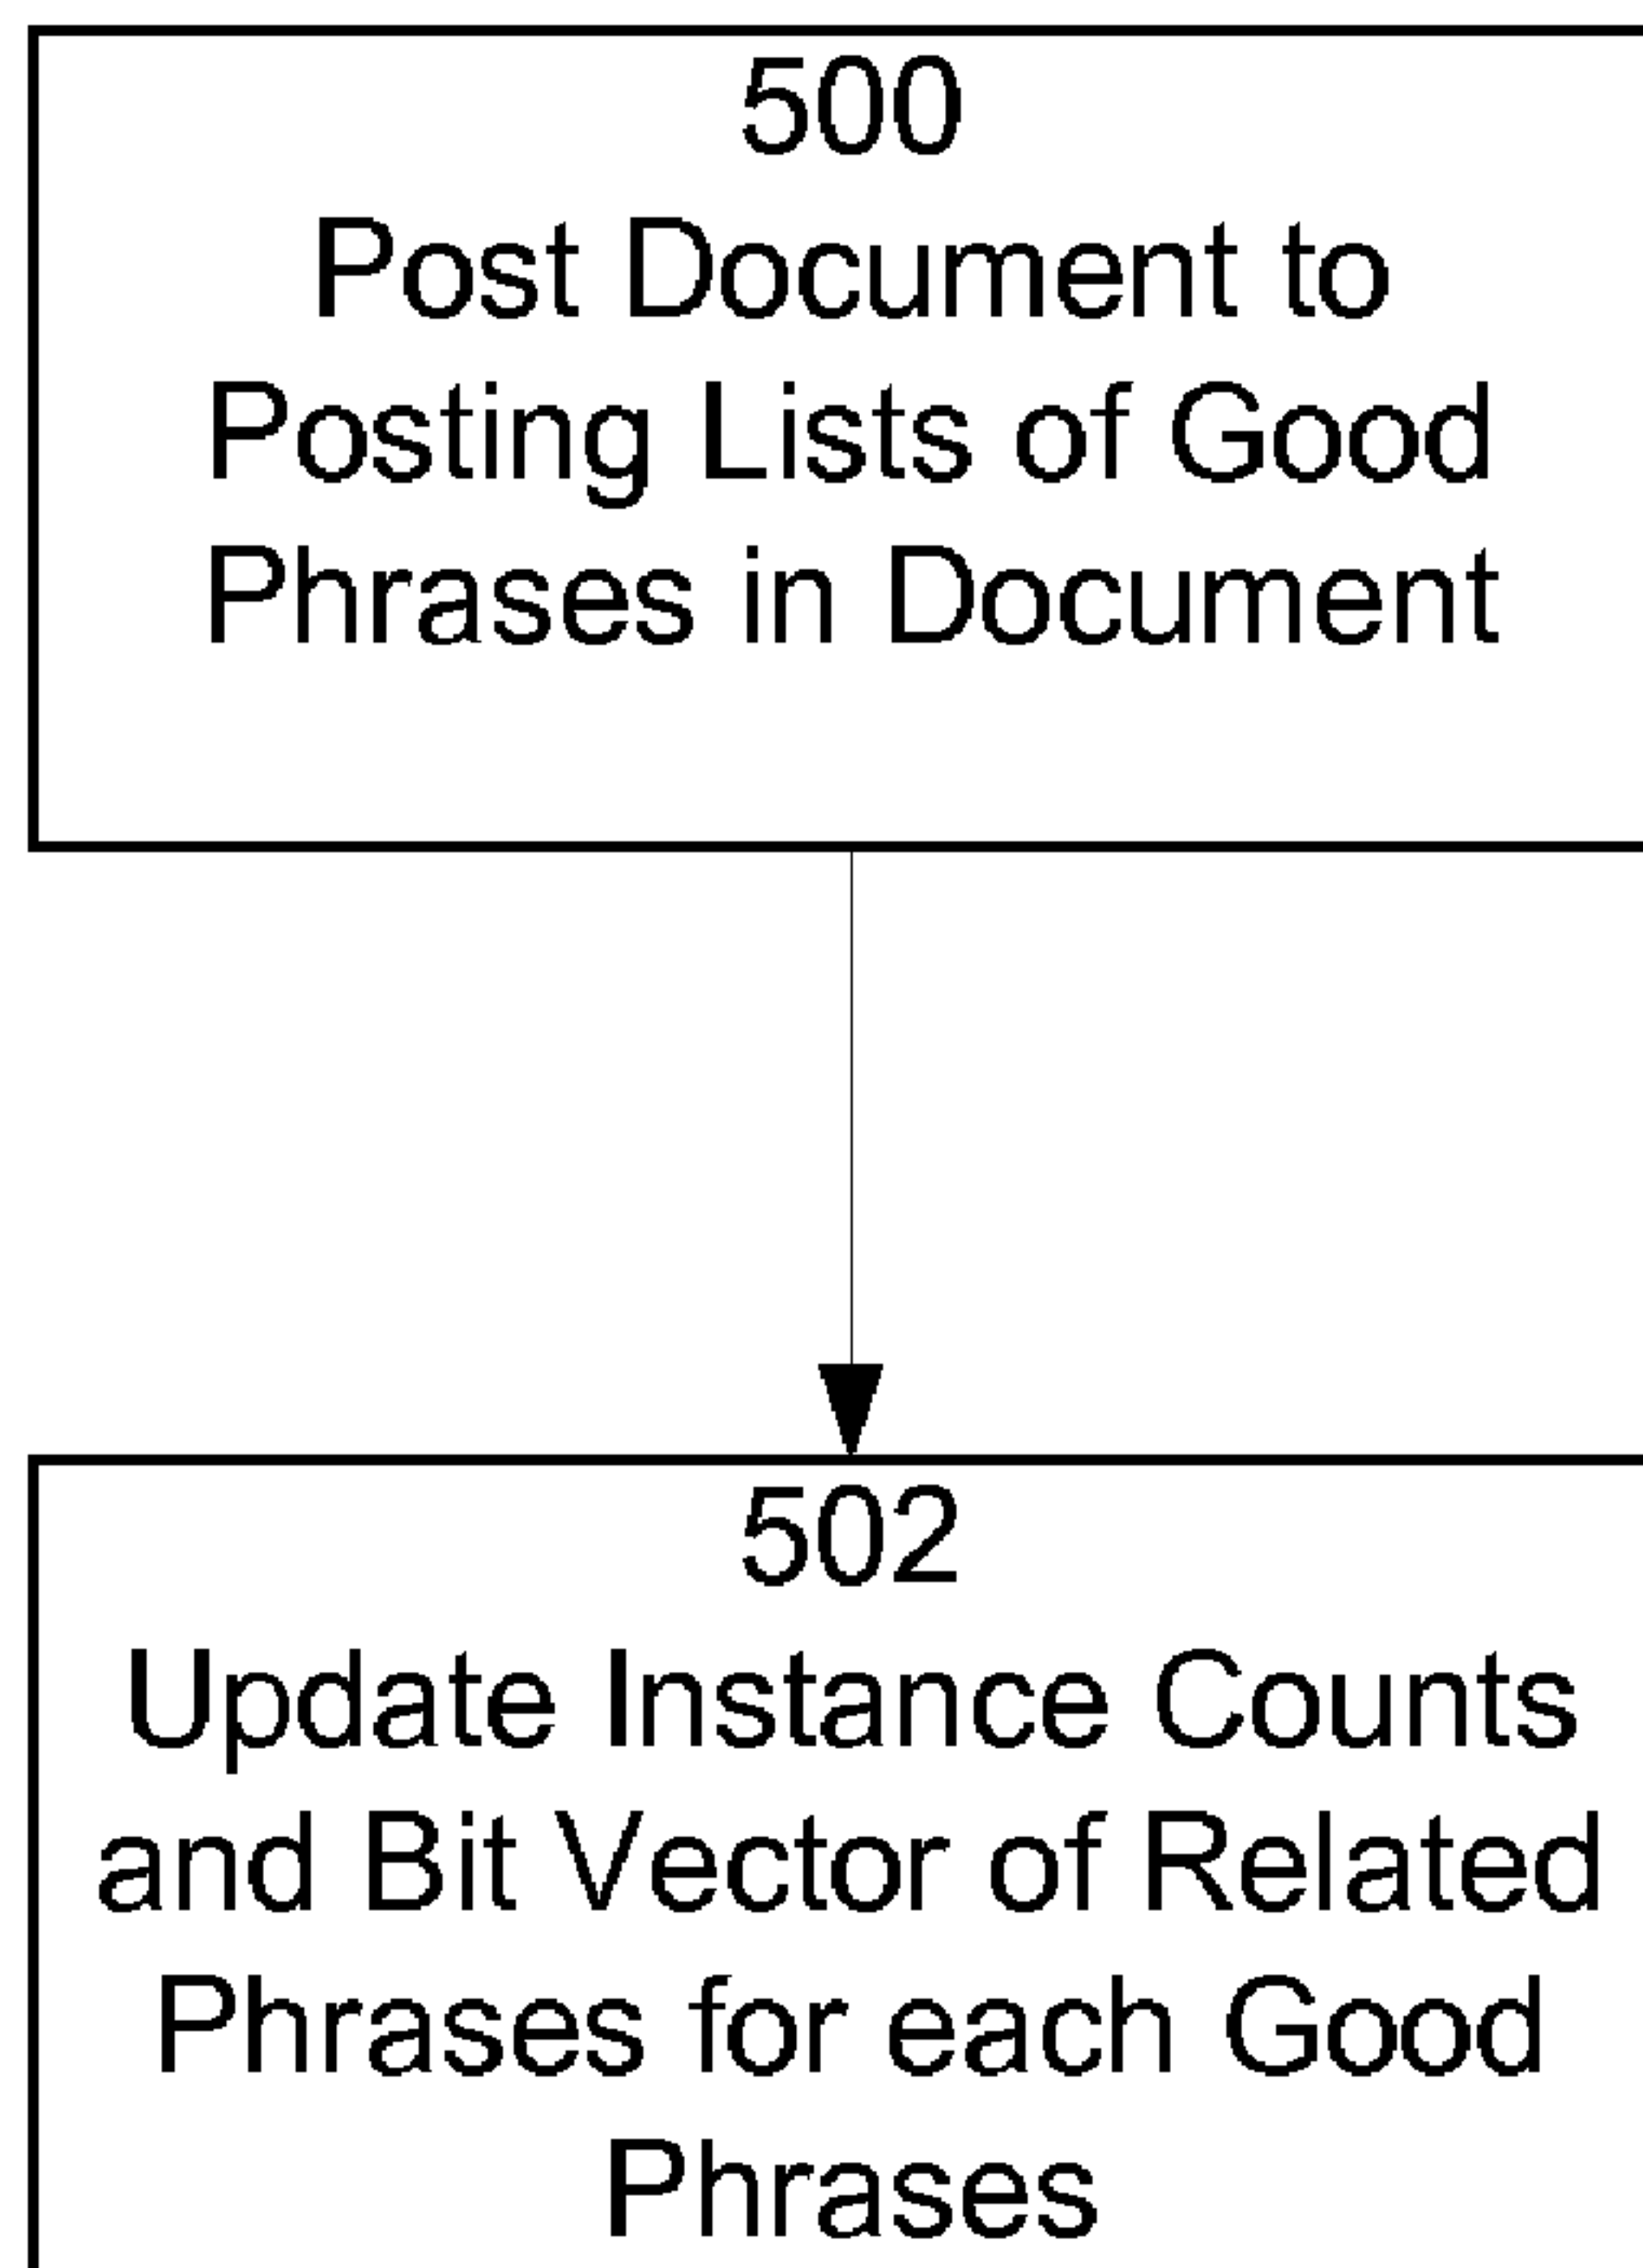 500
Post Document to
Posting Lists of Good
Phrases in Document
502
Update Instance Counts
and Bit Vector of Related
Phrases for each Good
Phrases